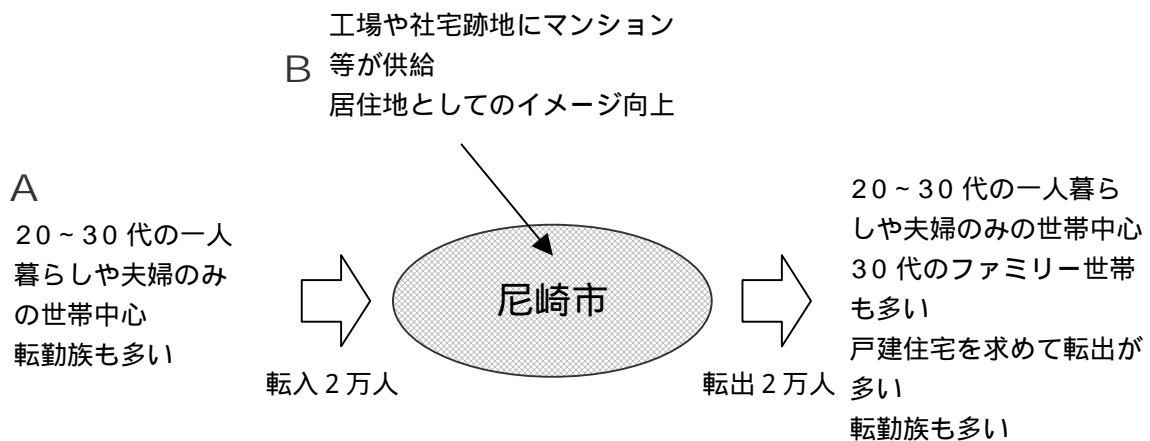 工場や社宅跡地にマンション
B 等が供給
居住地としてのイメージ向上
A
20~30代の一人
暮らしや夫婦のみ
の世帯中心
転勤族も多い
転入2万人
尼崎市
転出2万人
20~30代の一人暮ら
しや夫婦のみの世帯中心
30代のファミリー世帯
も多い
戸建住宅を求めて転出が
多い
転勤族も多い